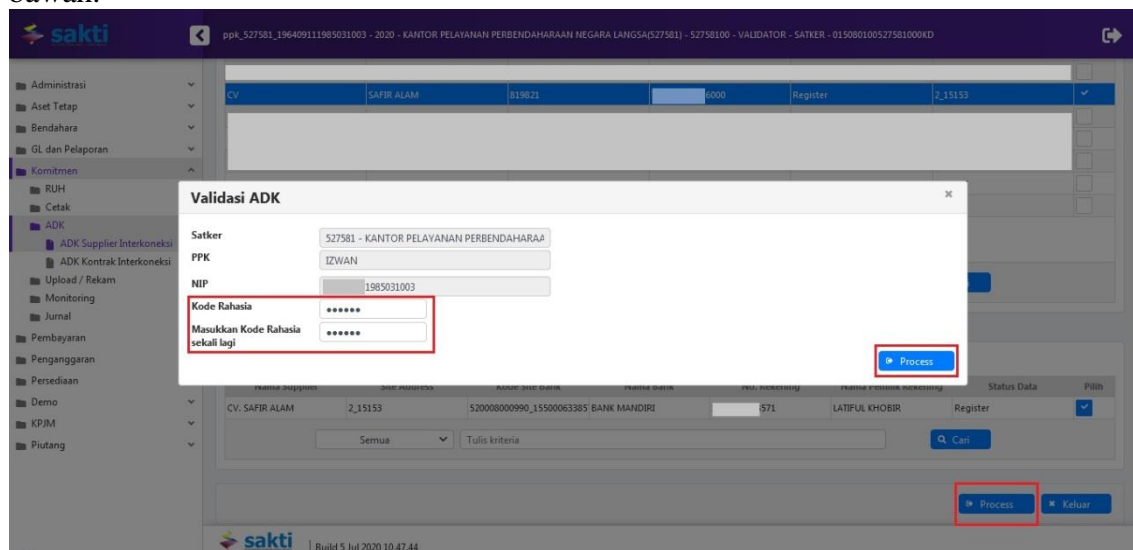 bawah.
sakti
ppk_527581_196409111985031003 - 2020 - KANTOR PELAYANAN PERBENDAHARAAN NEGARA LANGSA(527581) - 52758100 - VALIDATOR - SATKER - 015080100527581000KD
Administrasi
Aset Tetap
Bendahara
GL dan Pelaporan
Komitmen
RUH
Cetak
ADK
ADK Supplier Interkoneksi
ADK Kontrak Interkoneksi
Upload / Rekam
Monitoring
Jurnal
Pembayaran
Penganggaran
Persediaan
Demo
KPJM
Piutang
CV SAFIR ALAM 819821 6000 Register 2_15153
Validasi ADK
Satker 527581 - KANTOR PELAYANAN PERBENDAHARAA
PPK IZWAN
NIP 1985031003
Kode Rahasia ••••••
Masukkan Kode Rahasia ••••••
sekali lagi
Process
Nama Supplier Site Address Kode Site Bank Nama Bank No. Rekening Nama Pemilik Rekening Status Data Pilih
CV. SAFIR ALAM 2_15153 520008000990_15500063385 BANK MANDIRI 571 LATIFUL KHOBIR Register
Semua Tulis kriteria Cari
Process Keluar
sakti | Build 5 Jul 2020 10.47.44